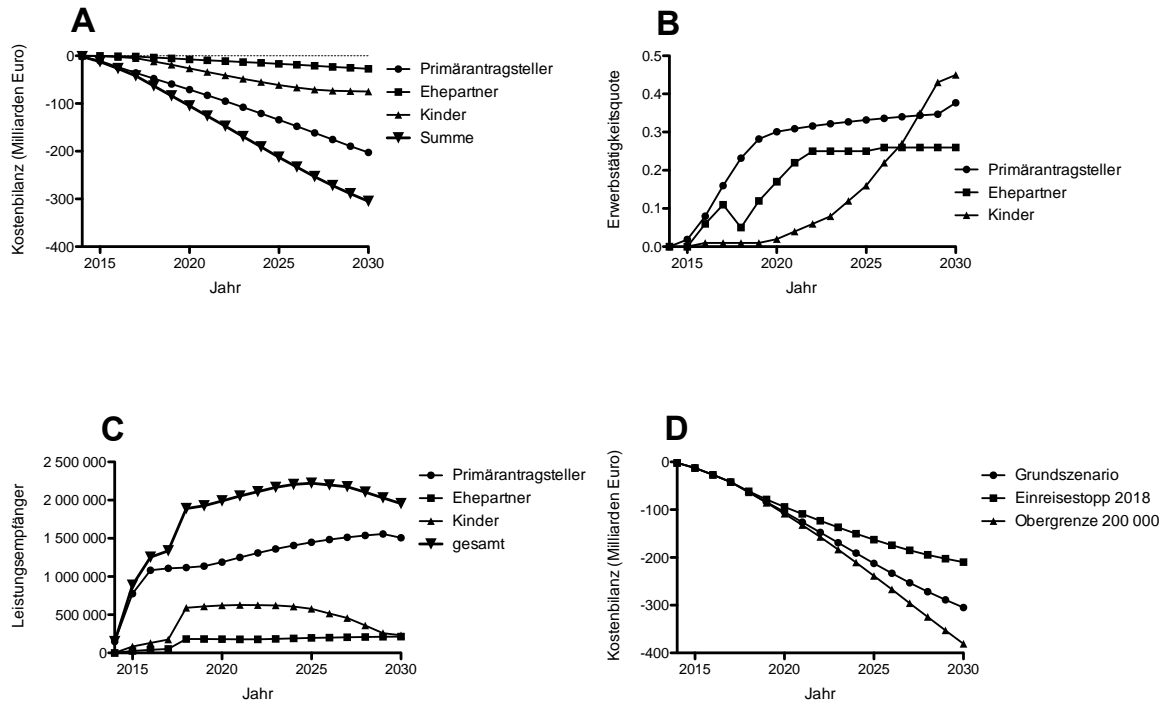 A
Kostenbilanz (Milliarden Euro)
0
-100
-200
-300
-400
2015 2020 2025 2030
Jahr
Primärantragsteller
Ehepartner
Kinder
Summe
B
Erwerbstätigkeitsquote
0.5
0.4
0.3
0.2
0.1
0.0
2015 2020 2025 2030
Jahr
Primärantragsteller
Ehepartner
Kinder
C
Leistungsempfänger
2 500 000
2 000 000
1 500 000
1 000 000
500 000
0
2015 2020 2025 2030
Jahr
Primärantragsteller
Ehepartner
Kinder
gesamt
D
Kostenbilanz (Milliarden Euro)
0
-100
-200
-300
-400
2015 2020 2025 2030
Jahr
Grundszenario
Einreisestopp 2018
Obergrenze 200 000